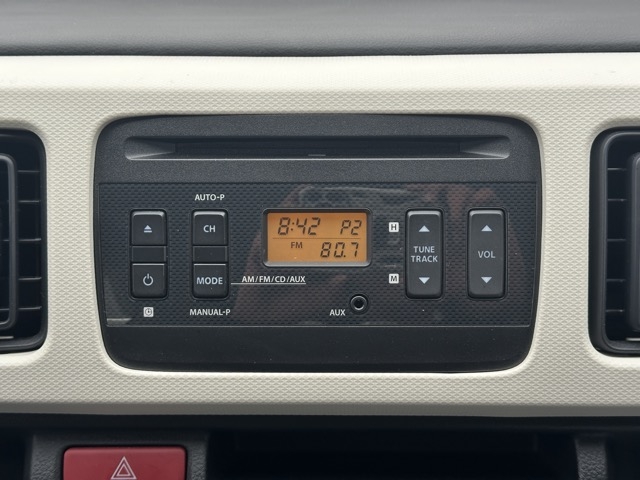 AUTO-P
CH
8:42 P2
FM 80.7
H
TUNE
TRACK
VOL
MODE
AM/FM/CD/AUX
M
MANUAL-P
AUX